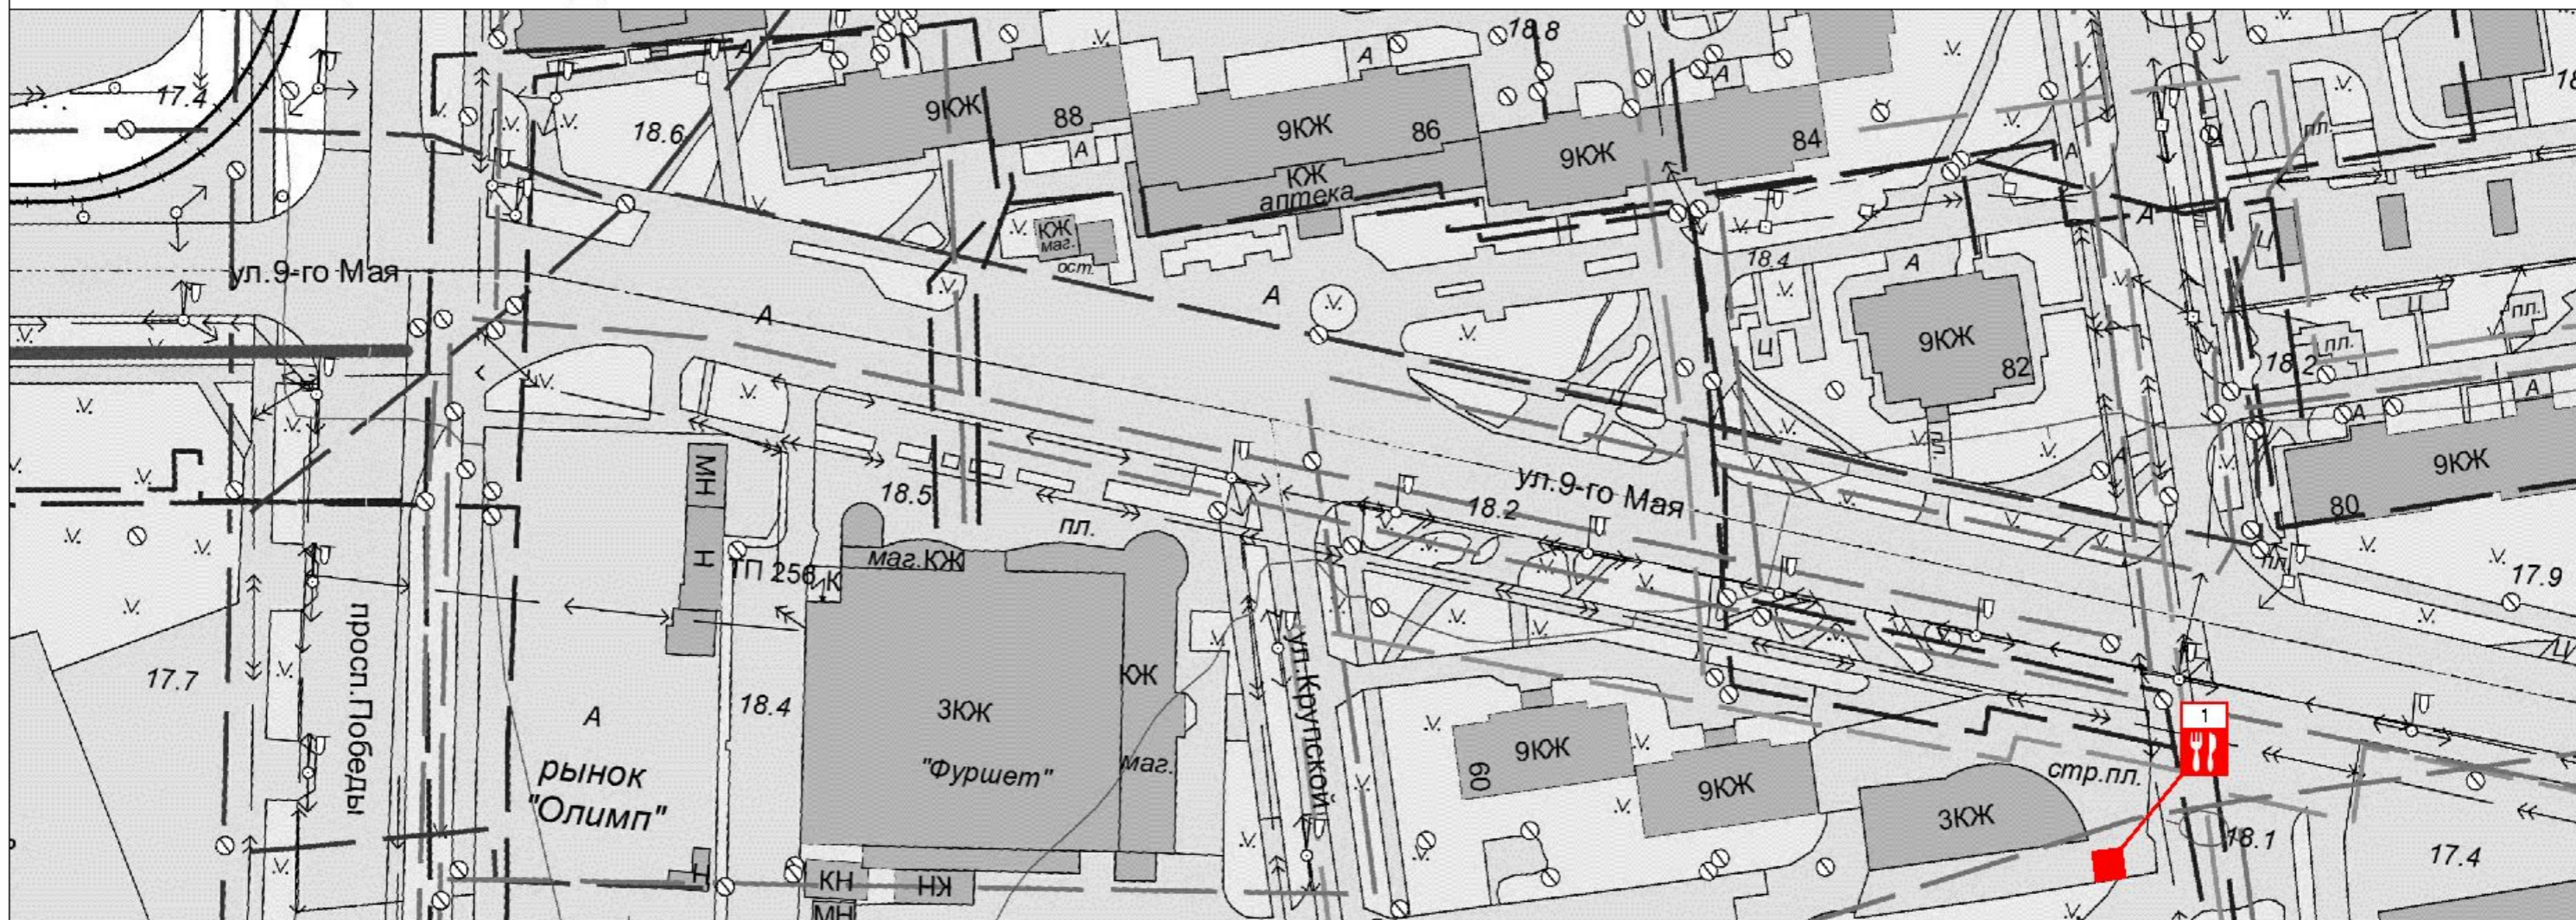 18.8
17.4
А
18.6
9КЖ
88
А
9КЖ
86
КЖ
аптека
А
9КЖ
84
А
А
пл.
КЖ
маг.
ост.
А
18.4
А
Ц
9КЖ
82
пл.
А
Ц
Ц
пл.
пл.
18.2
А
А
9КЖ
80
пл.
17.9
ул.9-го Мая
А
ул.9-го Мая
18.2
МН
Н
18.5
пл.
маг.КЖ
ТП 256
К
просп.Победы
17.7
А
рынок
"Олимп"
18.4
3КЖ
"Фуршет"
КЖ
маг.
ул.Крупской
9КЖ
60
9КЖ
3КЖ
стр.пл.
1
18.1
17.4
Н
КН
КН
МН